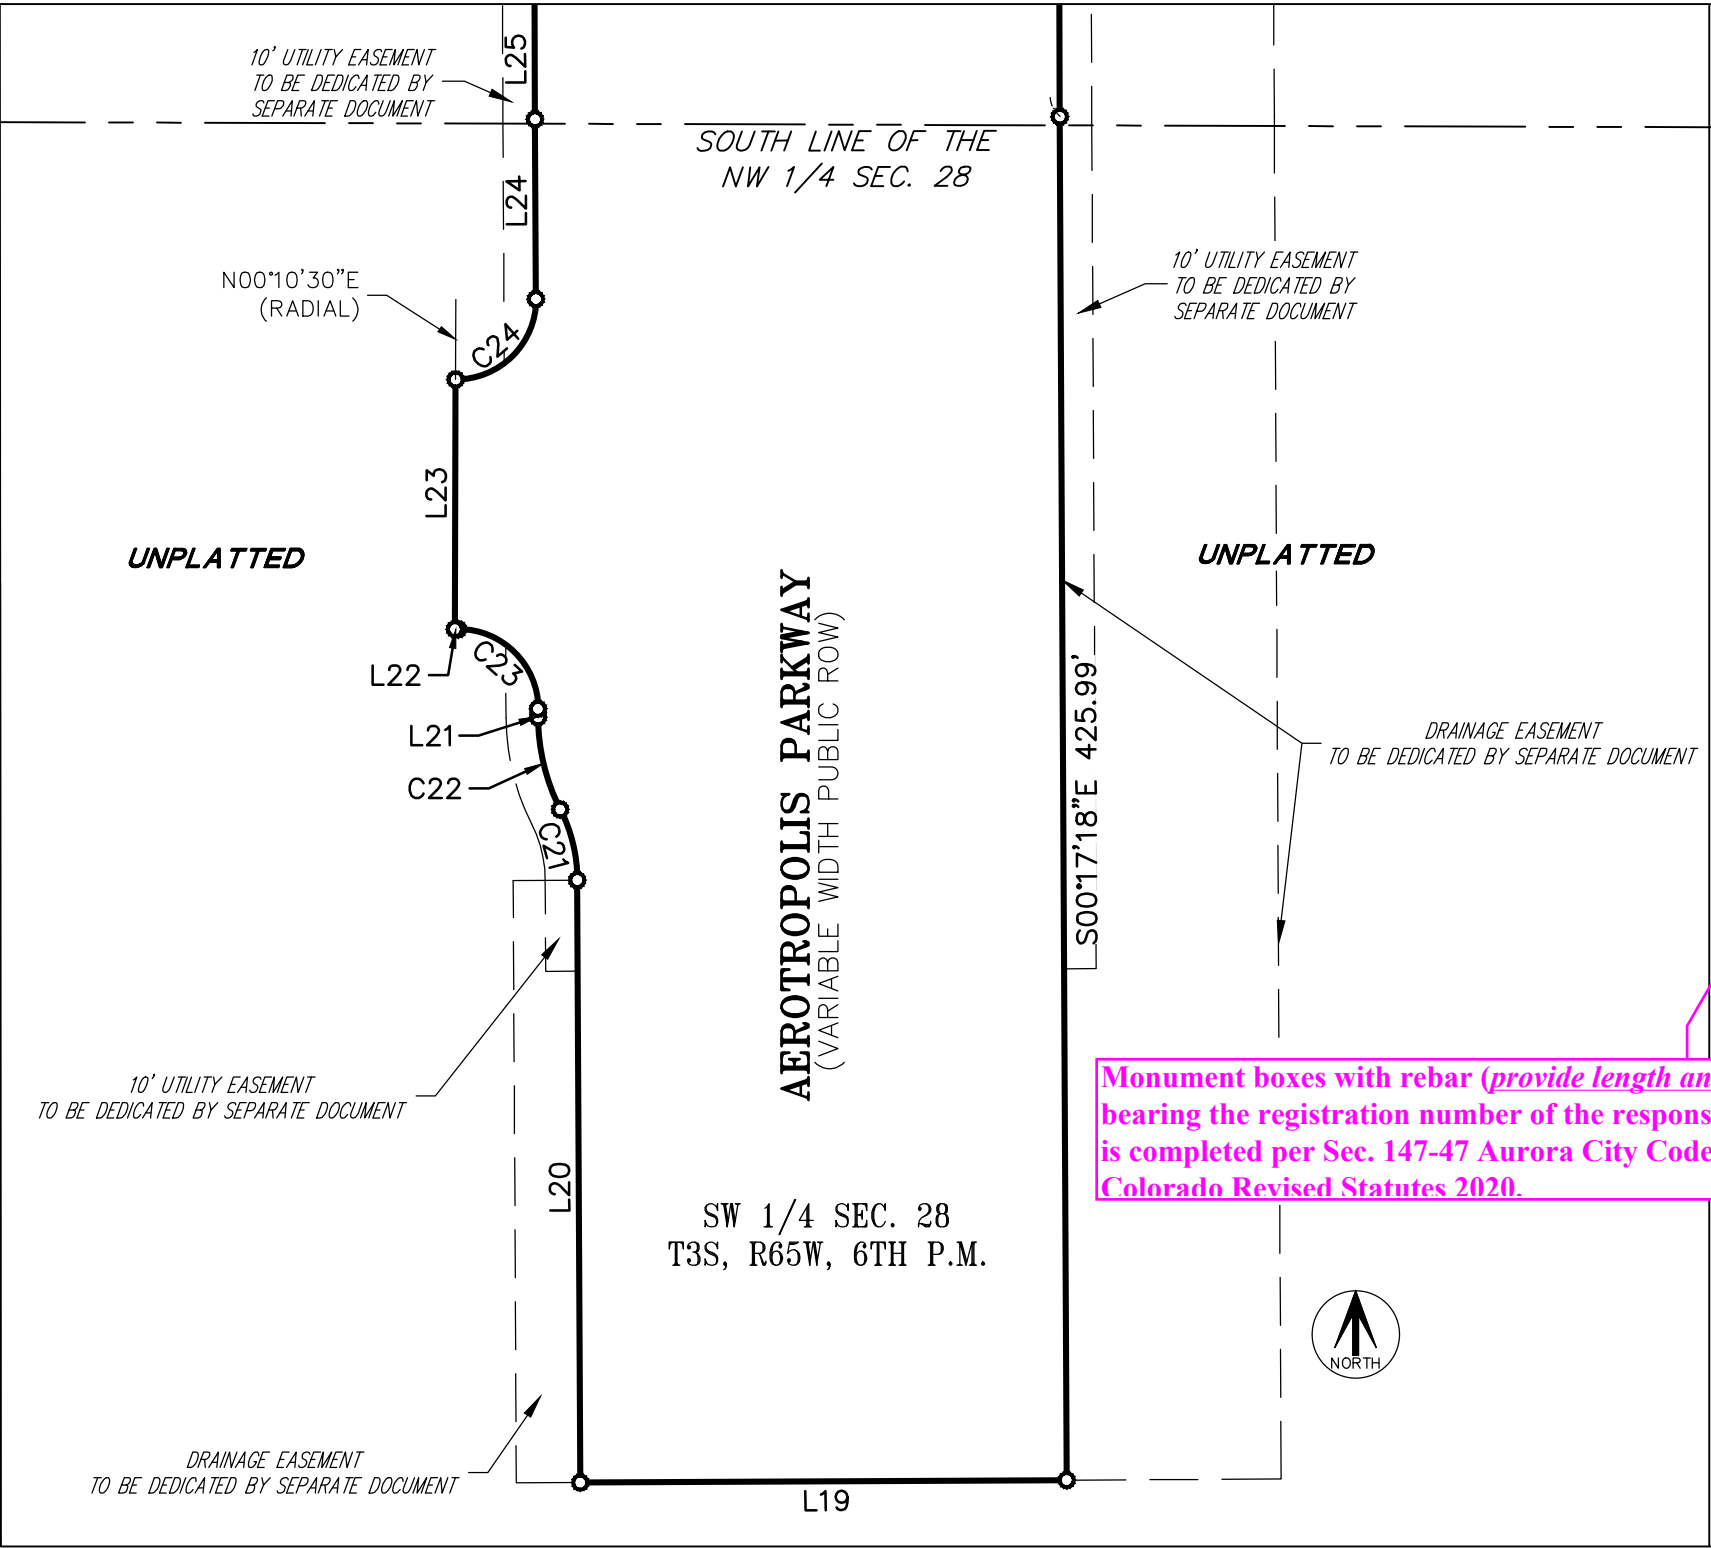 10' UTILITY EASEMENT
TO BE DEDICATED BY
SEPARATE DOCUMENT
L25
SOUTH LINE OF THE
NW 1/4 SEC. 28
L24
N00°10'30"E
(RADIAL)
C24
10' UTILITY EASEMENT
TO BE DEDICATED BY
SEPARATE DOCUMENT
L23
UNPLATTED
UNPLATTED
L22
C23
L21
C22
C21
AEROTROPOLIS PARKWAY
(VARIABLE WIDTH PUBLIC ROW)
S00°17'18"E 425.99'
DRAINAGE EASEMENT
TO BE DEDICATED BY SEPARATE DOCUMENT
10' UTILITY EASEMENT
TO BE DEDICATED BY SEPARATE DOCUMENT
Monument boxes with rebar (provide length an
bearing the registration number of the respons
is completed per Sec. 147-47 Aurora City Code
Colorado Revised Statutes 2020.
L20
SW 1/4 SEC. 28
T3S, R65W, 6TH P.M.
NORTH
DRAINAGE EASEMENT
TO BE DEDICATED BY SEPARATE DOCUMENT
L19